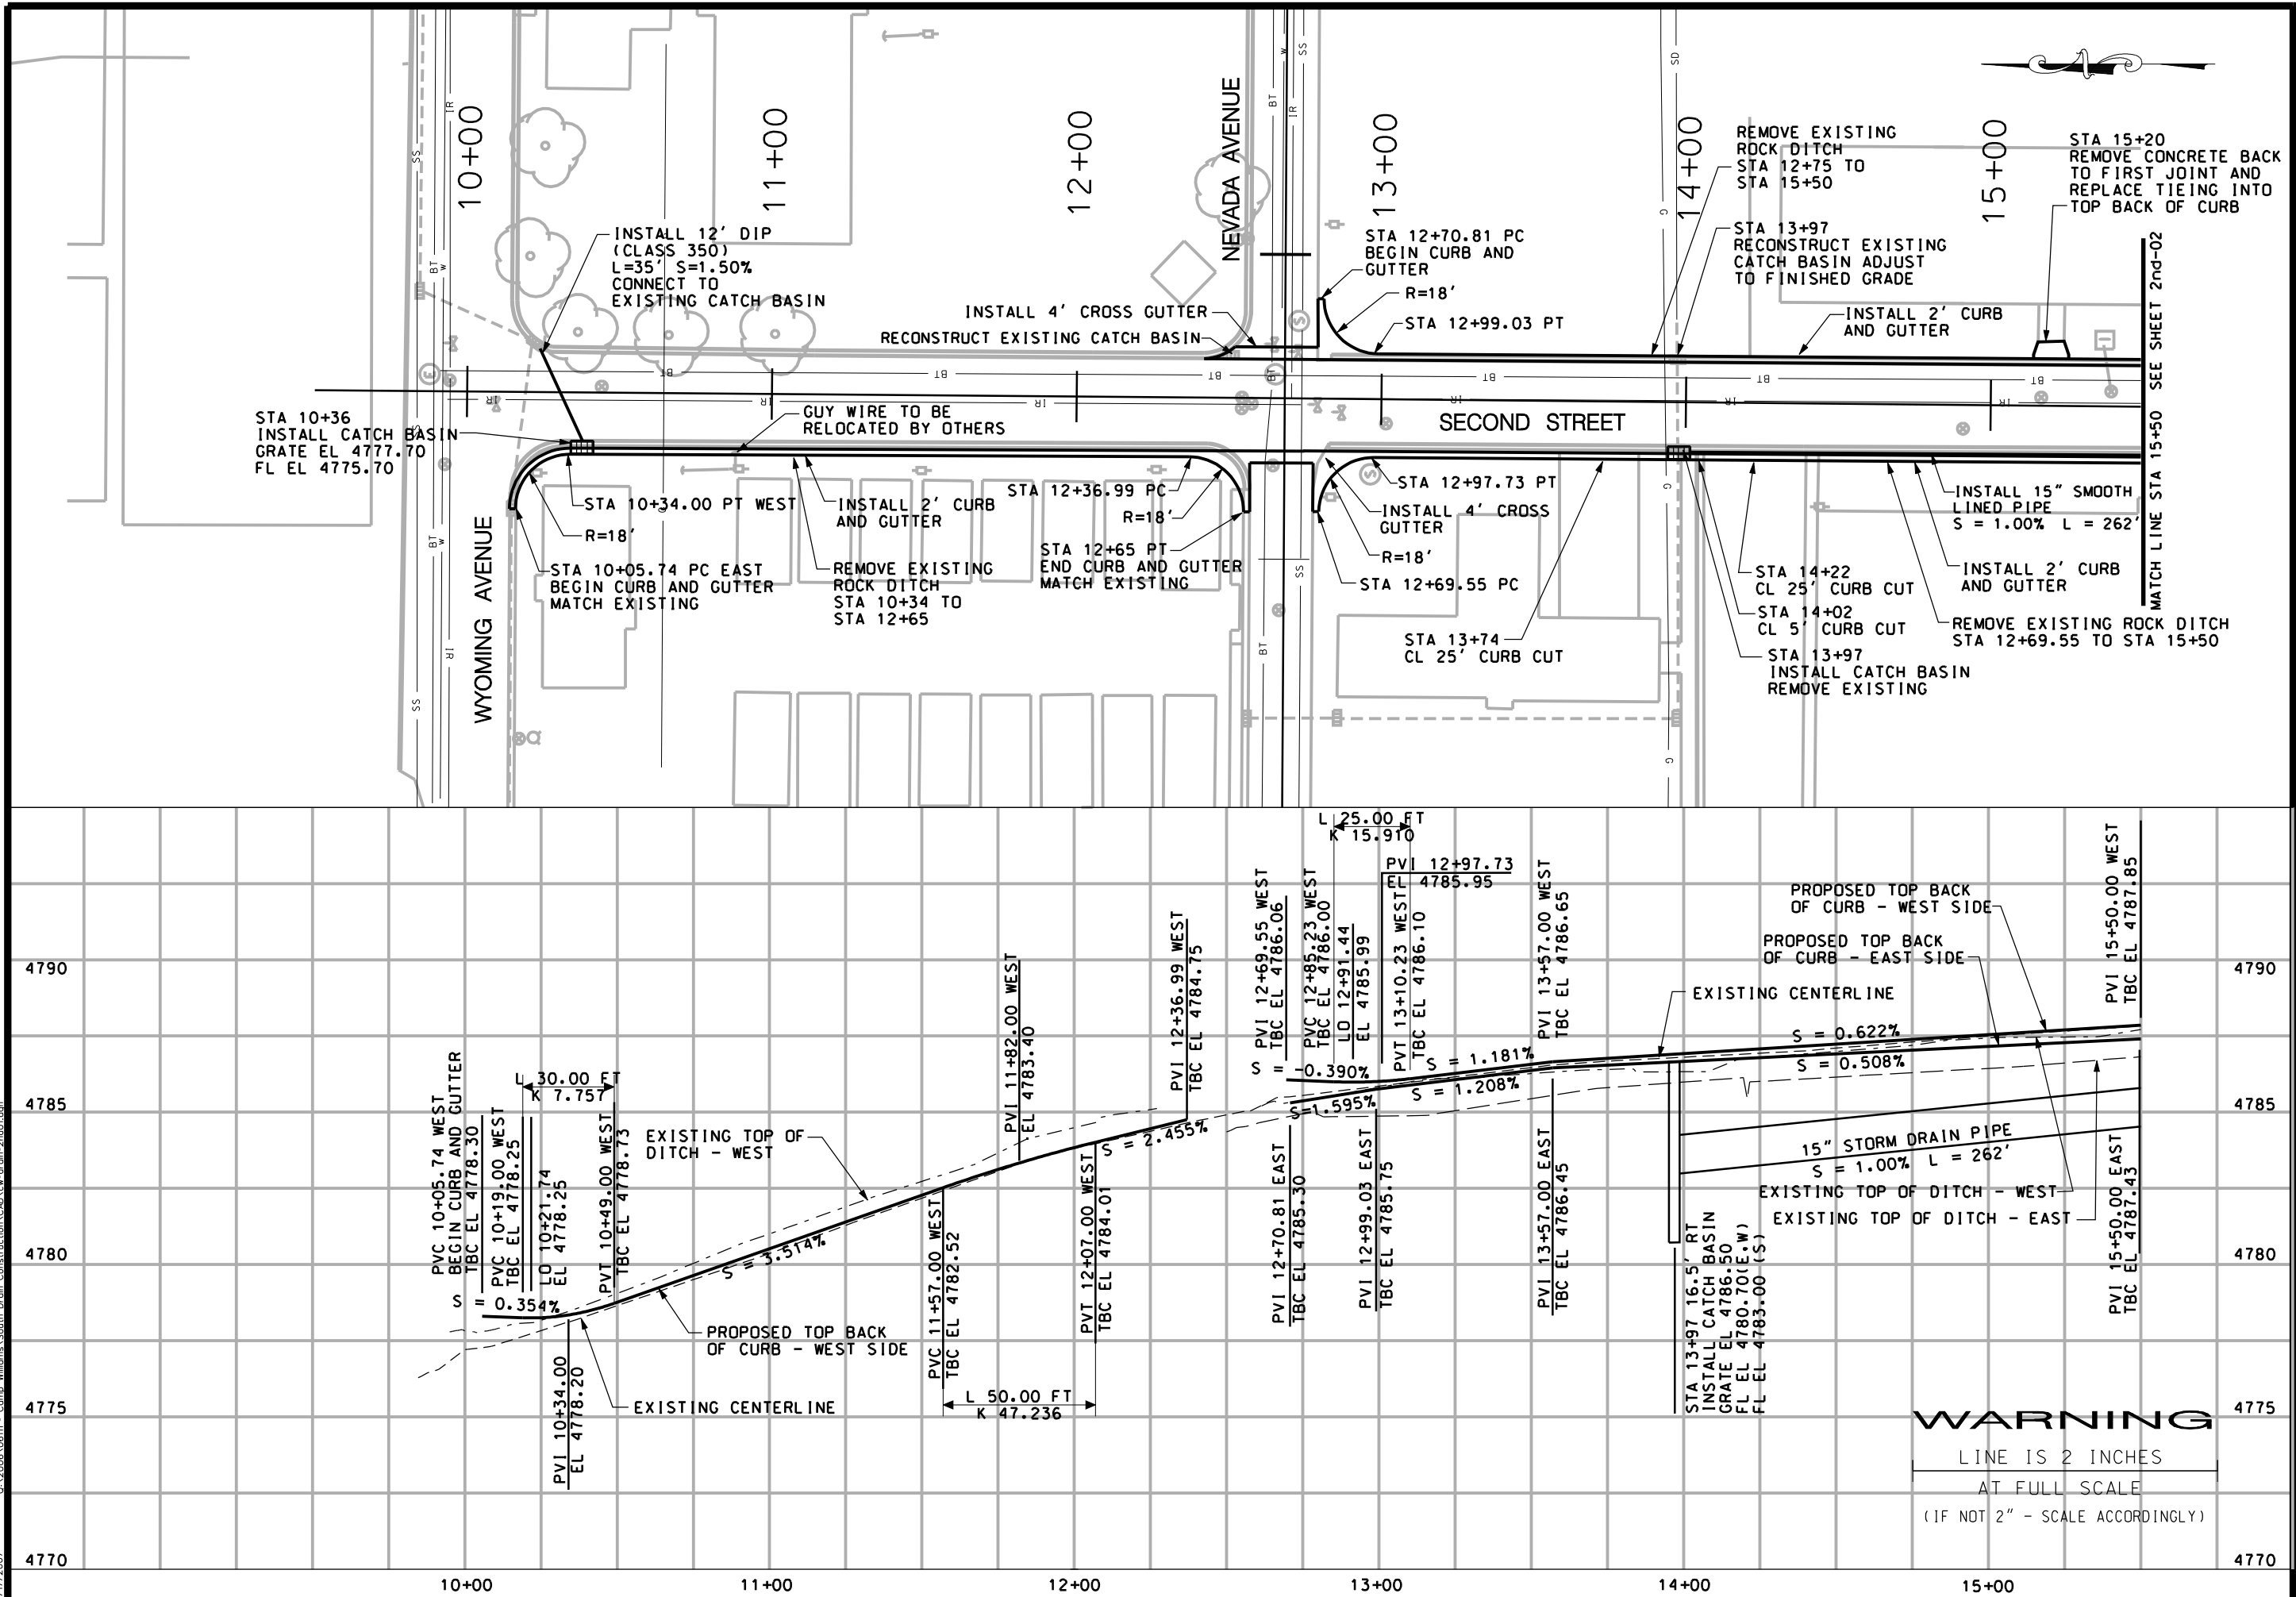 10+00
11+00
12+00
NEVADA AVENUE
13+00
14+00
15+00
REMOVE EXISTING
ROCK DITCH
STA 12+75 TO
STA 15+50
STA 15+20
REMOVE CONCRETE BACK
TO FIRST JOINT AND
REPLACE TIEING INTO
TOP BACK OF CURB
INSTALL 12' DIP
(CLASS 350)
L=35' S=1.50%
CONNECT TO
EXISTING CATCH BASIN
STA 12+70.81 PC
BEGIN CURB AND
GUTTER
R=18'
STA 12+99.03 PT
STA 13+97
RECONSTRUCT EXISTING
CATCH BASIN ADJUST
TO FINISHED GRADE
INSTALL 4' CROSS GUTTER
RECONSTRUCT EXISTING CATCH BASIN
INSTALL 2' CURB
AND GUTTER
MATCH LINE STA 15+50 SEE SHEET 2nd-02
STA 10+36
INSTALL CATCH BASIN
GRATE EL 4777.70
FL EL 4775.70
GUY WIRE TO BE
RELOCATED BY OTHERS
SECOND STREET
WYOMING AVENUE
STA 10+34.00 PT WEST
R=18'
STA 10+05.74 PC EAST
BEGIN CURB AND GUTTER
MATCH EXISTING
INSTALL 2' CURB
AND GUTTER
REMOVE EXISTING
ROCK DITCH
STA 10+34 TO
STA 12+65
STA 12+36.99 PC
R=18'
STA 12+65 PT
END CURB AND GUTTER
MATCH EXISTING
STA 12+97.73 PT
INSTALL 4' CROSS
GUTTER
R=18'
STA 12+69.55 PC
STA 13+74
CL 25' CURB CUT
INSTALL 15" SMOOTH
LINED PIPE
S = 1.00% L = 262'
STA 14+22
CL 25' CURB CUT
STA 14+02
CL 5' CURB CUT
STA 13+97
INSTALL CATCH BASIN
REMOVE EXISTING
INSTALL 2' CURB
AND GUTTER
REMOVE EXISTING ROCK DITCH
STA 12+69.55 TO STA 15+50
SS
BT
W
IR
SS
BT
W
IR
SS
BT
W
IR
SS
BT
SS
SD
G
G
G
BT
BT
BT
BT
BT
BT
IR
IR
IR
IR
IR
IR
4790
4785
4780
4775
4770
PVC 10+05.74 WEST
BEGIN CURB AND GUTTER
TBC EL 4778.30
PVC 10+19.00 WEST
TBC EL 4778.25
LO 10+21.74
EL 4778.25
L 30.00 FT
K 7.757
PVT 10+49.00 WEST
TBC EL 4778.73
S = 0.354%
PVI 10+34.00
EL 4778.20
EXISTING TOP OF
DITCH - WEST
S = 3.514%
PROPOSED TOP BACK
OF CURB - WEST SIDE
EXISTING CENTERLINE
PVC 11+57.00 WEST
TBC EL 4782.52
PVI 11+82.00 WEST
EL 4783.40
L 50.00 FT
K 47.236
PVT 12+07.00 WEST
TBC EL 4784.01
S = 2.455%
PVI 12+36.99 WEST
TBC EL 4784.75
PVI 12+69.55 WEST
TBC EL 4786.06
PVC 12+85.23 WEST
TBC EL 4786.00
LO 12+91.44
EL 4785.99
L 25.00 FT
K 15.910
PVI 12+97.73
EL 4785.95
PVT 13+10.23 WEST
TBC EL 4786.10
S = -0.390%
S = 1.181%
S=1.595%
S = 1.208%
PVI 12+70.81 EAST
TBC EL 4785.30
PVI 12+99.03 EAST
TBC EL 4785.75
PVI 13+57.00 WEST
TBC EL 4786.65
PVI 13+57.00 EAST
TBC EL 4786.45
PROPOSED TOP BACK
OF CURB - WEST SIDE
PROPOSED TOP BACK
OF CURB - EAST SIDE
EXISTING CENTERLINE
S = 0.622%
S = 0.508%
15" STORM DRAIN PIPE
S = 1.00% L = 262'
EXISTING TOP OF DITCH - WEST
EXISTING TOP OF DITCH - EAST
STA 13+97 16.5' RT
INSTALL CATCH BASIN
GRATE EL 4786.50
FL EL 4780.70(E,W)
FL EL 4783.00 (S)
PVI 15+50.00 WEST
TBC EL 4787.85
PVI 15+50.00 EAST
TBC EL 4787.43
4790
4785
4780
4775
4770
WARNING
LINE IS 2 INCHES
AT FULL SCALE
(IF NOT 2" - SCALE ACCORDINGLY)
10+00
11+00
12+00
13+00
14+00
15+00